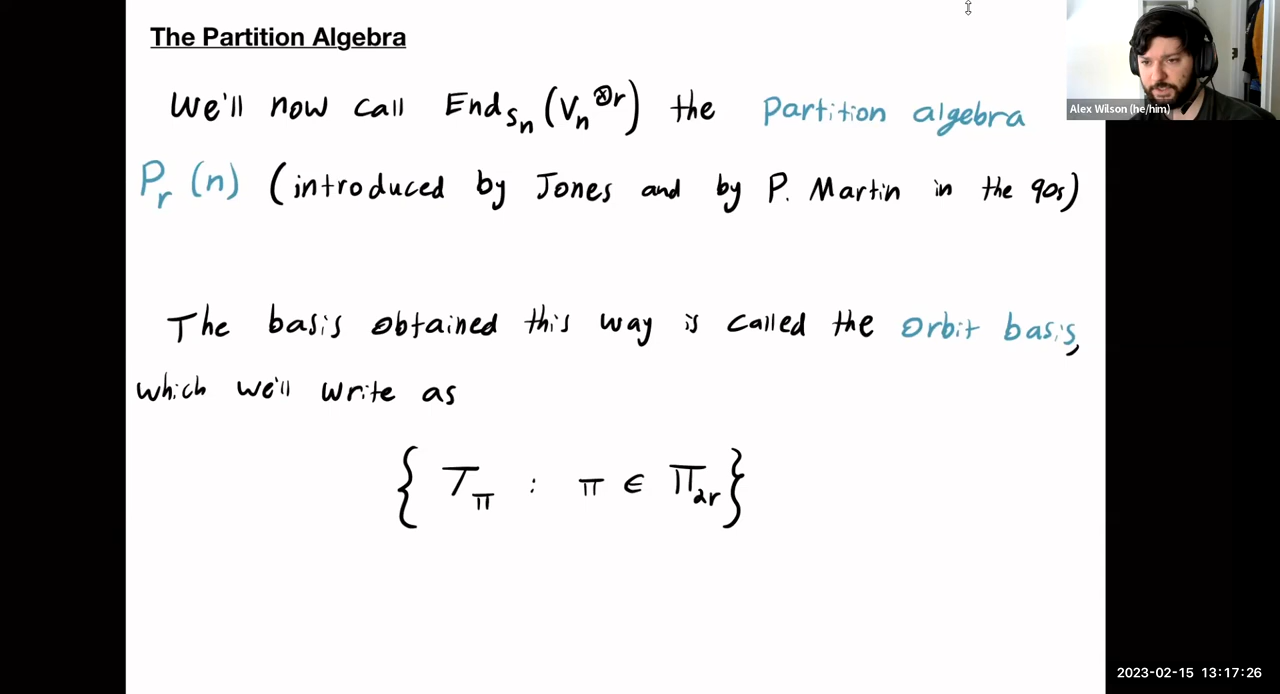 The Partition Algebra
We'll now call End_{S_n}(V_n^{⊗r}) the Partition algebra
P_r(n) (introduced by Jones and by P. Martin in the 90s)
The basis obtained this way is called the orbit basis,
which we'll write as
{ T_π : π ∈ Π_{2r} }
Alex Wilson (he/him)
2023-02-15 13:17:26